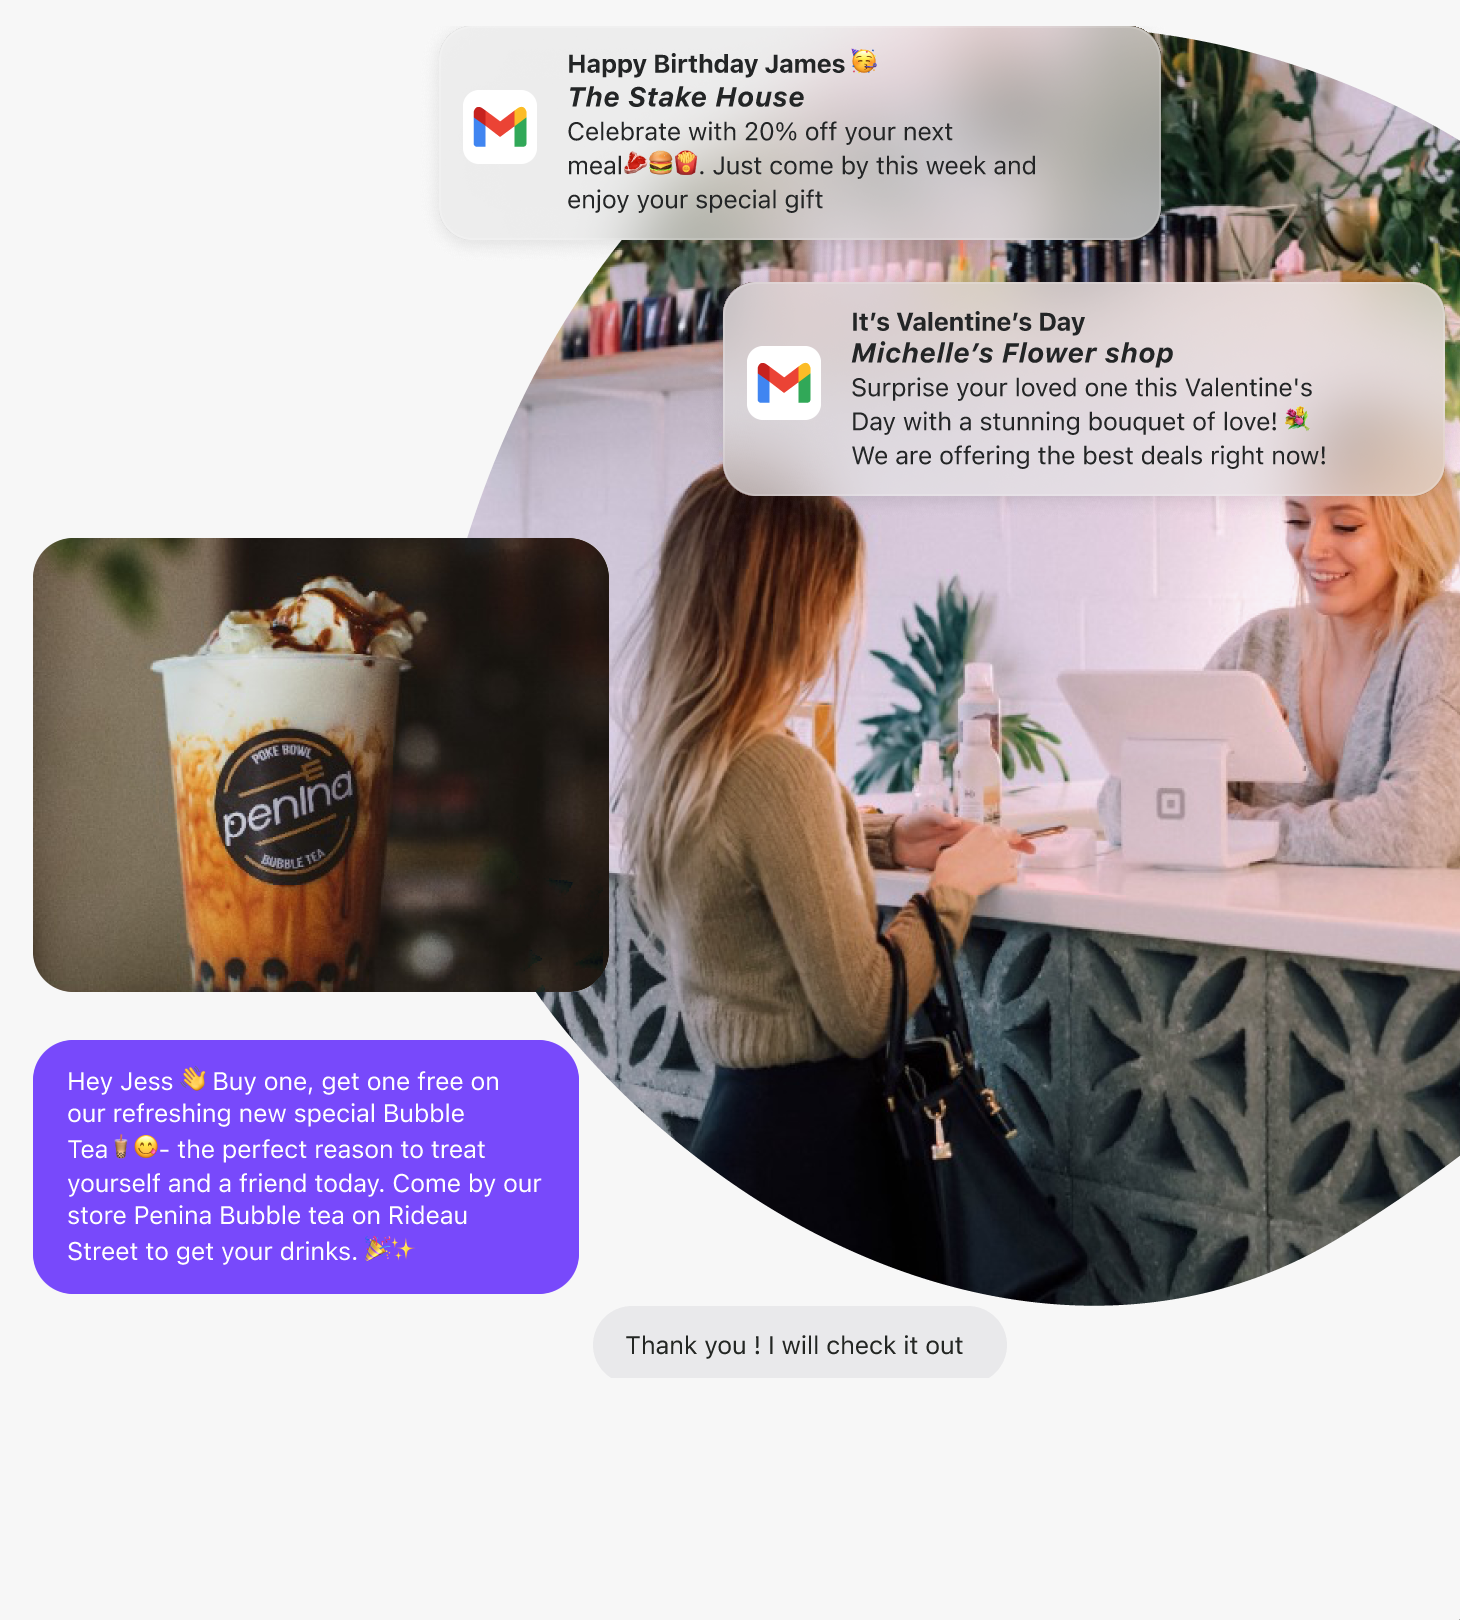 Happy Birthday James 🥳
The Stake House
Celebrate with 20% off your next
meal🥩🍔🍟. Just come by this week and
enjoy your special gift
It’s Valentine’s Day
Michelle’s Flower shop
Surprise your loved one this Valentine's
Day with a stunning bouquet of love! 💐
We are offering the best deals right now!
POKE BOWL
penina
BUBBLE TEA
Hey Jess 👋 Buy one, get one free on
our refreshing new special Bubble
Tea🧋😋- the perfect reason to treat
yourself and a friend today. Come by our
store Penina Bubble tea on Rideau
Street to get your drinks. 🎉✨
Thank you ! I will check it out